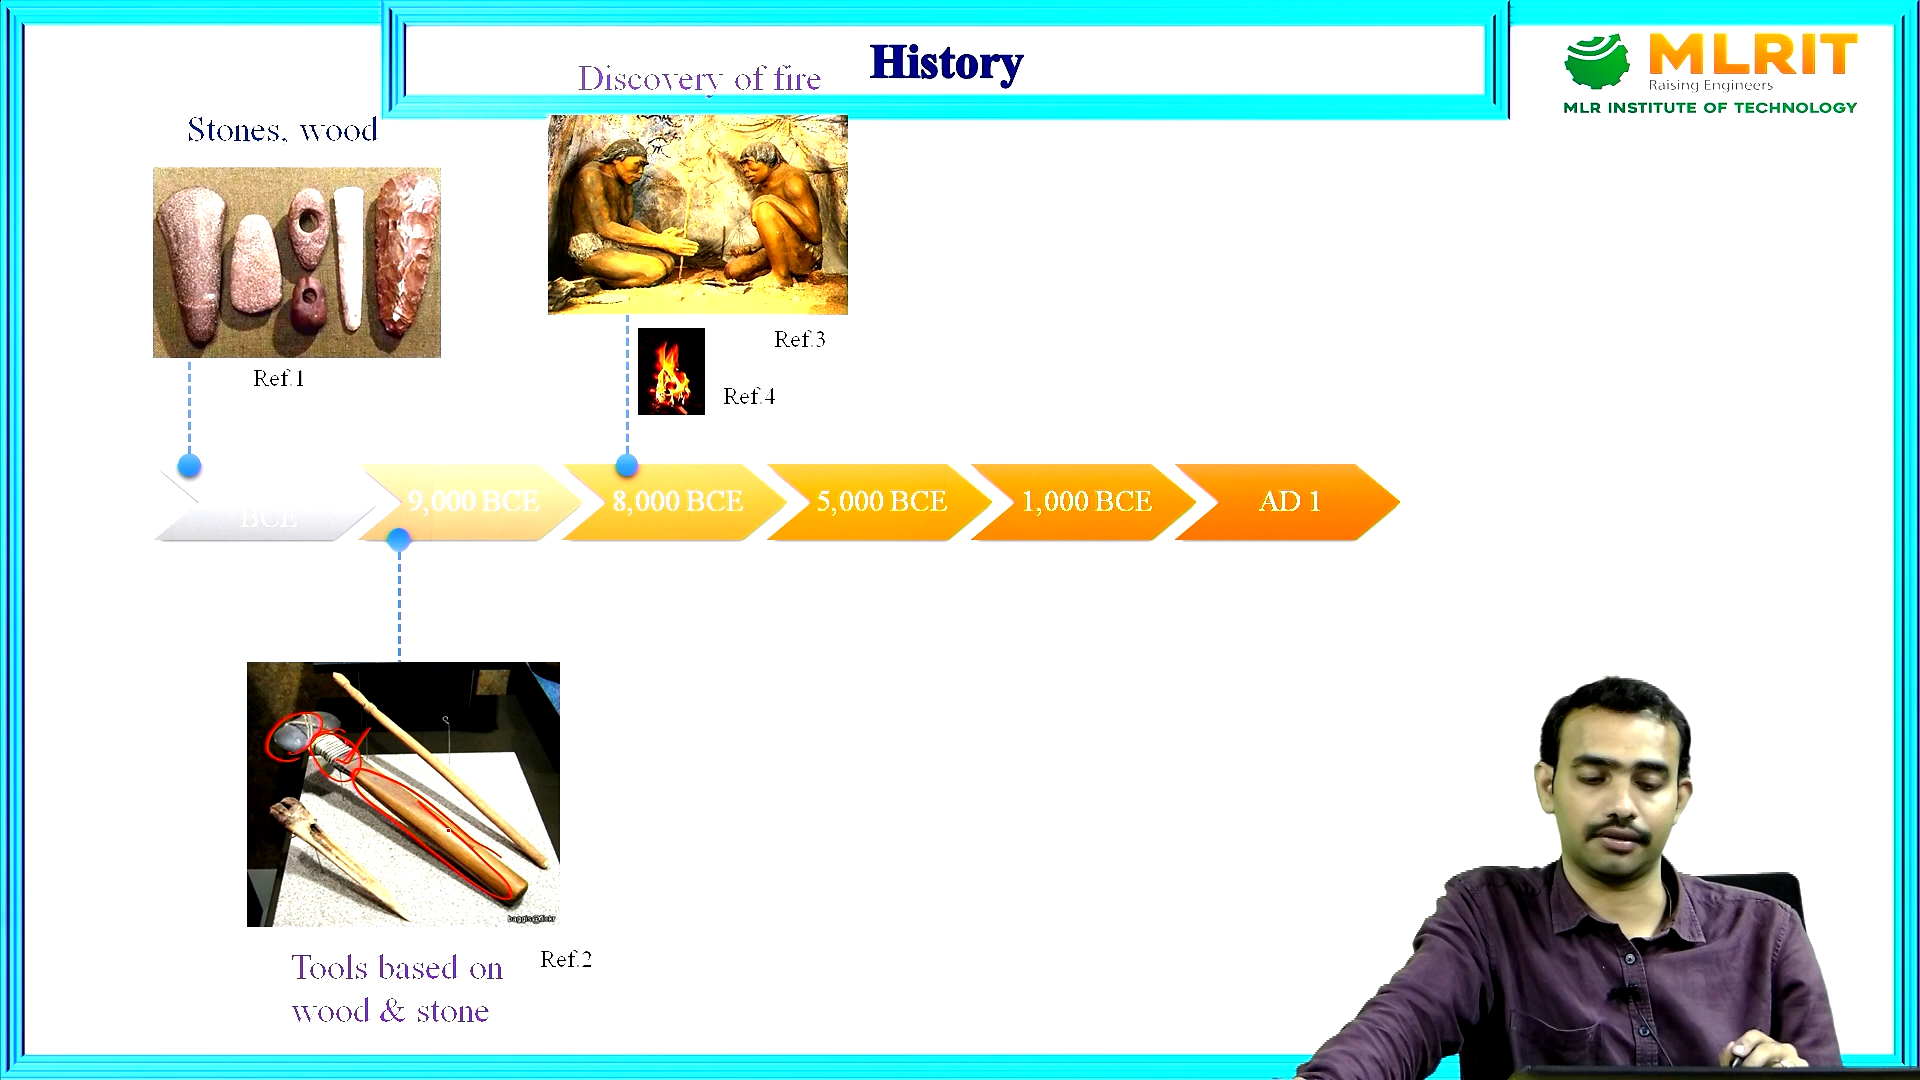 History
MLRIT
Raising Engineers
MLR INSTITUTE OF TECHNOLOGY
Discovery of fire
Stones, wood
Ref.3
Ref.1
Ref.4
BCE
9,000 BCE
8,000 BCE
5,000 BCE
1,000 BCE
AD 1
baggis@flickr
Ref.2
Tools based on
wood & stone